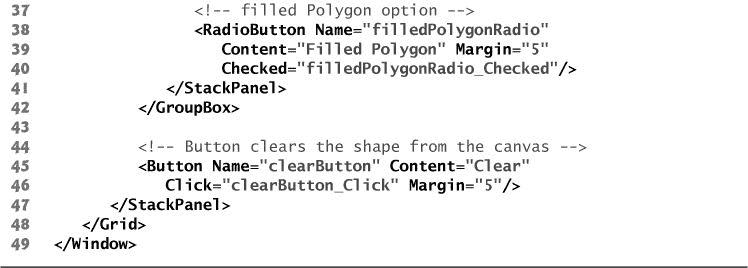 37 <!-- filled Polygon option -->
38 <RadioButton Name="filledPolygonRadio"
39 Content="Filled Polygon" Margin="5"
40 Checked="filledPolygonRadio_Checked"/>
41 </StackPanel>
42 </GroupBox>
43
44 <!-- Button clears the shape from the canvas -->
45 <Button Name="clearButton" Content="Clear"
46 Click="clearButton_Click" Margin="5"/>
47 </StackPanel>
48 </Grid>
49 </Window>